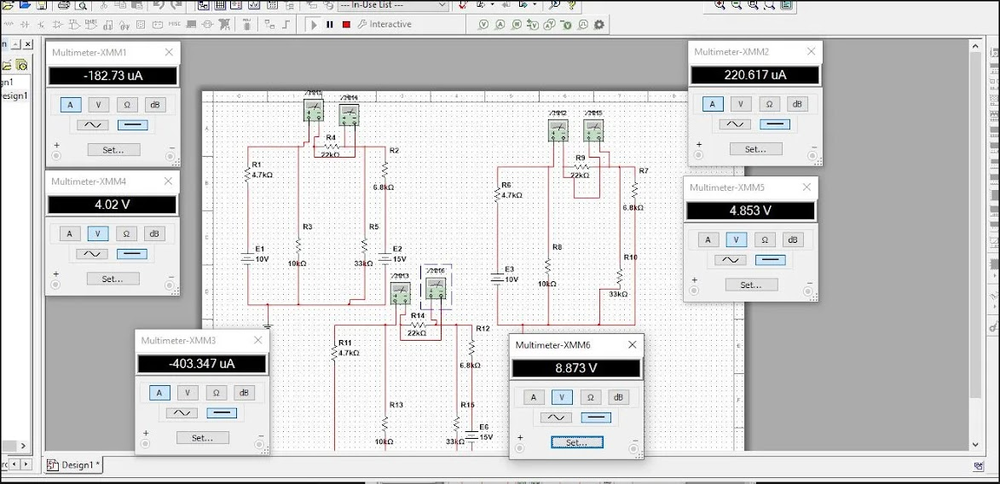 --- In-Use List ---
Interactive
Multimeter-XMM1
-182.73 uA
A V Ω dB
Set...
+ −
Multimeter-XMM4
4.02 V
A V Ω dB
Set...
+ −
Multimeter-XMM3
-403.347 uA
A V Ω dB
Set...
+ −
Multimeter-XMM2
220.617 uA
A V Ω dB
Set...
+ −
Multimeter-XMM5
4.853 V
A V Ω dB
Set...
+ −
Multimeter-XMM6
8.873 V
A V Ω dB
Set...
+ −
R4
22kΩ
R1
4.7kΩ
R2
6.8kΩ
R3
10kΩ
R5
33kΩ
E1
10V
E2
15V
XMM2
XMM5
R9
22kΩ
R6
4.7kΩ
R7
6.8kΩ
R8
10kΩ
R10
33kΩ
E3
10V
XMM3
XMM6
R14
22kΩ
R11
4.7kΩ
R12
6.8kΩ
R13
10kΩ
R15
33kΩ
E6
15V
Design1 *